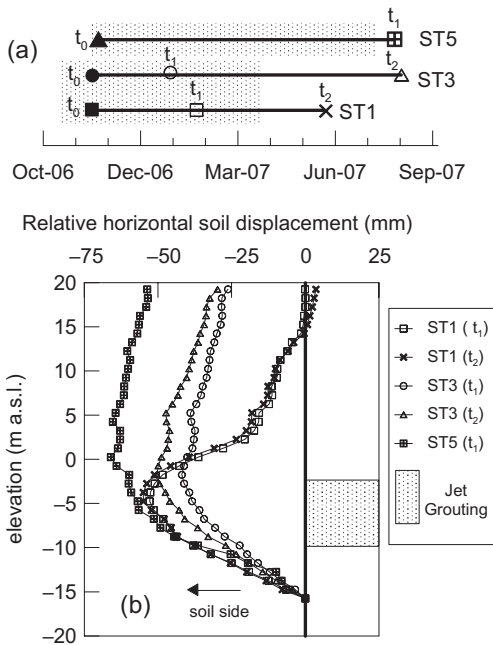 (a)
t0
t1
ST5
t0
t1
t2
ST3
t0
t1
t2
ST1
Oct-06 Dec-06 Mar-07 Jun-07 Sep-07
Relative horizontal soil displacement (mm)
−75 −50 −25 0 25
20
15
10
5
0
−5
−10
−15
−20
elevation (m a.s.l.)
(b)
soil side
ST1 ( t1)
ST1 (t2)
ST3 (t1)
ST3 (t2)
ST5 (t1)
Jet
Grouting